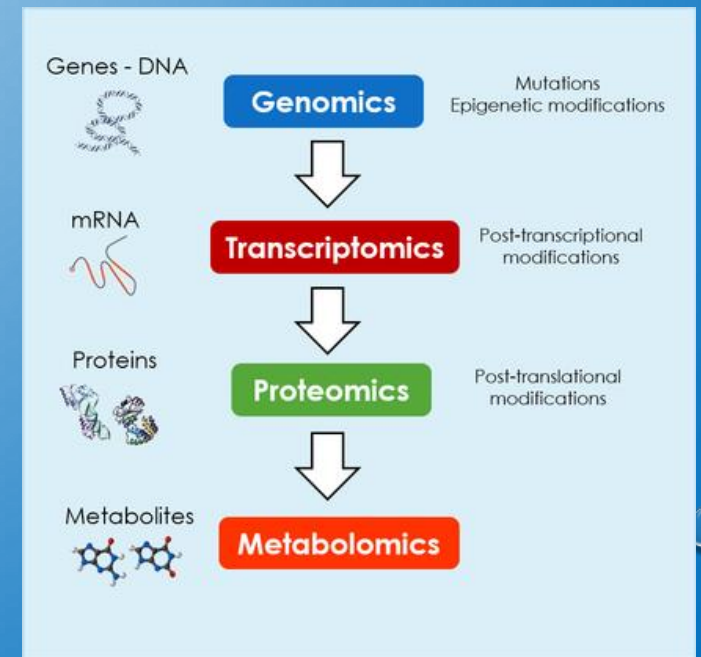 Genes - DNA
Genomics
Mutations
Epigenetic modifications
mRNA
Transcriptomics
Post-transcriptional
modifications
Proteins
Proteomics
Post-translational
modifications
Metabolites
Metabolomics